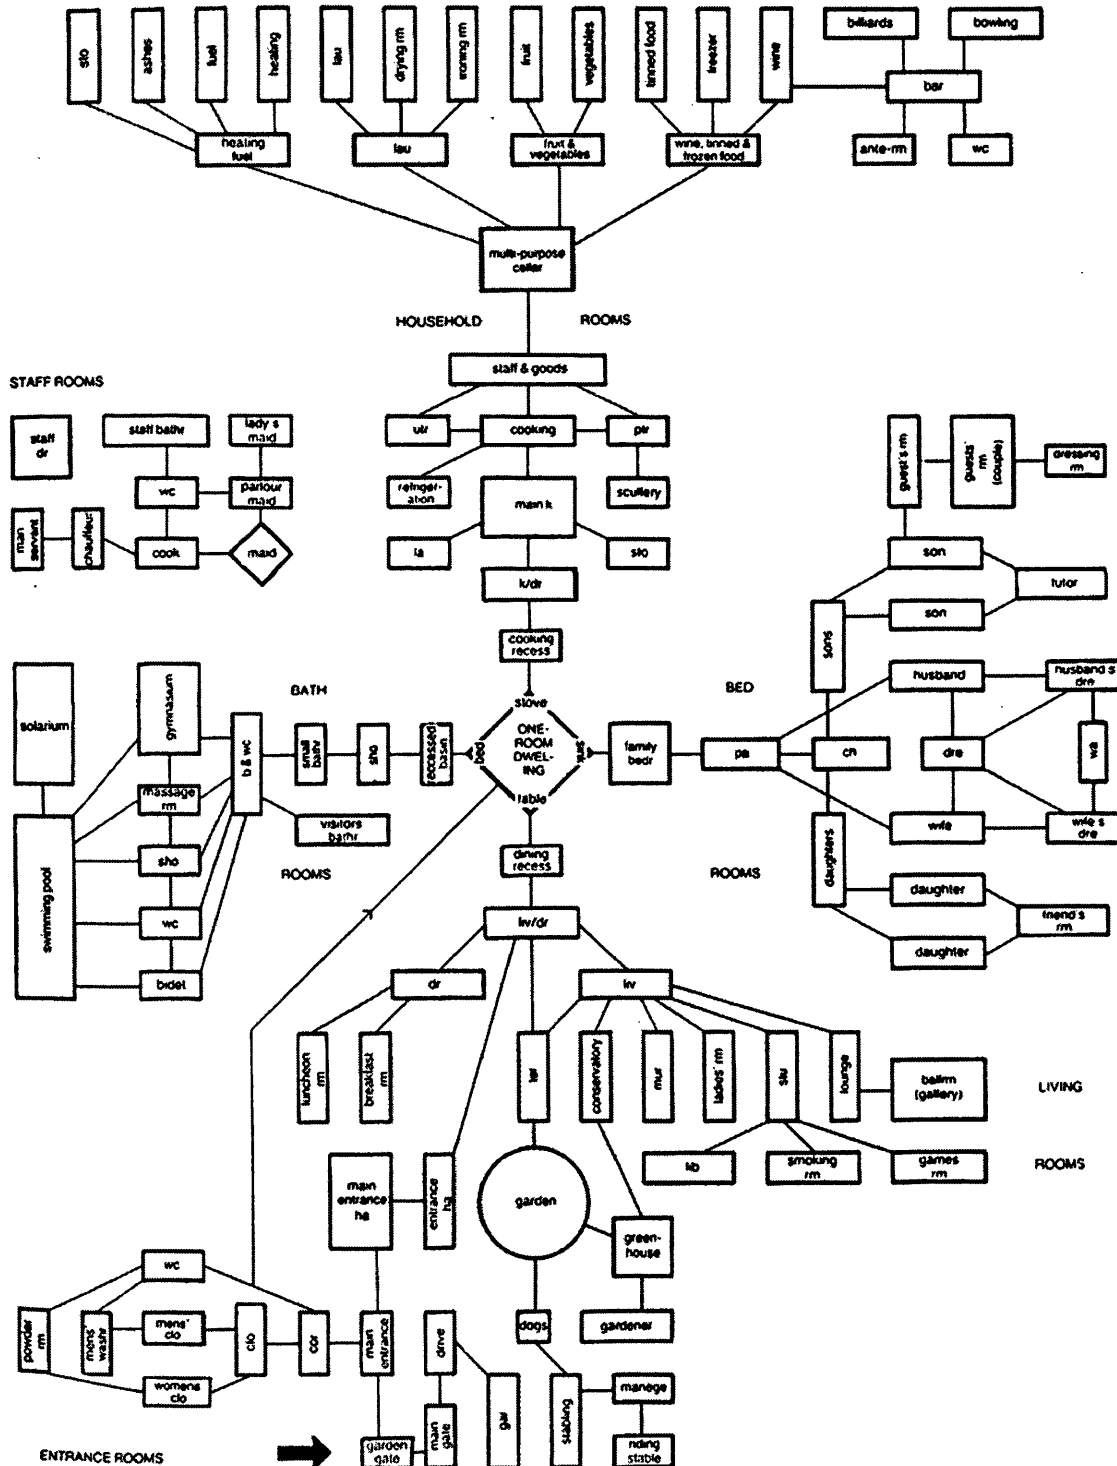 sto
ashes
fuel
heating
lau
drying rm
ironing rm
fruit
vegetables
tinned food
freezer
wine
billiards
bowling
bar
ante-rm
wc
heating
fuel
lau
fruit &
vegetables
wine, tinned &
frozen food
multi-purpose
cellar
HOUSEHOLD ROOMS
staff & goods
STAFF ROOMS
staff
dr
staff bathr
lady s
maid
utr
cooking
ptr
guest's rm
guests'
rm
(couple)
dressing
rm
wc
parlour
maid
refriger-
ation
main k
scullery
man
servant
chauffeur
cook
maid
la
sto
k/dr
son
tutor
son
sons
cooking
recess
BATH
BED
solarium
gymnasium
b & wc
small
bathr
sho
recessed
basin
stove
bed
ONE-
ROOM
DWEL-
ING
sink
table
family
bedr
pa
ch
husband
husband s
dre
dre
wa
wife
wife s
dre
massage
rm
visitors
bathr
sho
ROOMS
dining
recess
ROOMS
daughters
daughter
friend's
rm
daughter
swimming pool
wc
bidet
liv/dr
dr
liv
luncheon
rm
breakfast
rm
ter
conservatory
mur
ladies' rm
stu
lounge
ballrm
(gallery)
LIVING
lib
smoking
rm
games
rm
ROOMS
main
entrance
ha
entrance
ha
garden
green-
house
wc
powder
rm
mens'
washr
mens'
clo
clo
cor
main
entrance
drive
dogs
gardener
womens
clo
gar
stabling
manege
main
gate
garden
gate
riding
stable
ENTRANCE ROOMS